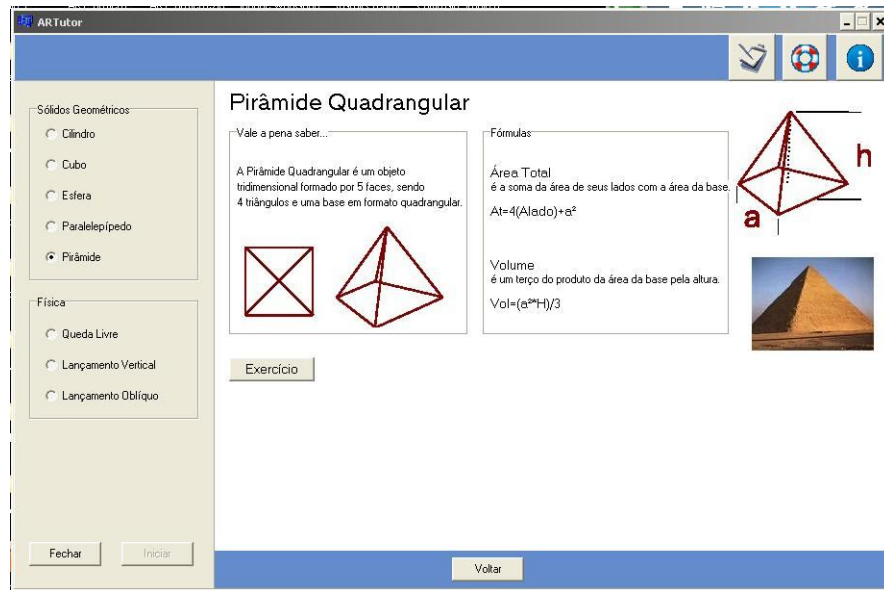 ARTutor
Sólidos Geométricos
Cilindro
Cubo
Esfera
Paralelepípedo
Pirâmide
Física
Queda Livre
Lançamento Vertical
Lançamento Oblíquo
Fechar
Iniciar
Pirâmide Quadrangular
Vale a pena saber...
A Pirâmide Quadrangular é um objeto
tridimensional formado por 5 faces, sendo
4 triângulos e uma base em formato quadrangular.
Fórmulas
Área Total
é a soma da área de seus lados com a área da base.
At=4(Alado)+a²
Volume
é um terço do produto da área da base pela altura.
Vol=(a²*H)/3
h
a
Exercício
Voltar